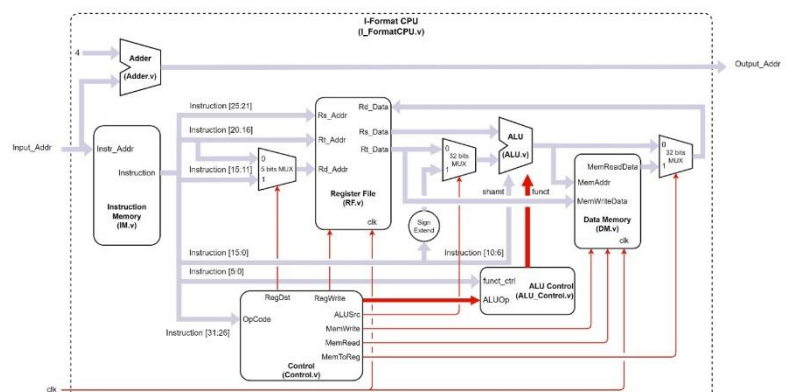 I-Format CPU
(I_FormatCPU.v)
4
Adder
(Adder.v)
Output_Addr
Input_Addr
Instr_Addr
Instruction
Instruction
Memory
(IM.v)
Instruction [25:21]
Instruction [20:16]
Instruction [15:11]
0
5 bits MUX
1
Rs_Addr
Rt_Addr
Rd_Addr
Rd_Data
Rs_Data
Rt_Data
Register File
(RF.v)
clk
0
32 bits
MUX
1
ALU
(ALU.v)
shamt
funct
Sign
Extend
MemReadData
MemAddr
MemWriteData
Data Memory
(DM.v)
clk
0
32 bits
MUX
1
Instruction [15:0]
Instruction [10:6]
Instruction [5:0]
funct_ctrl
ALUOp
ALU Control
(ALU_Control.v)
Instruction [31:26]
OpCode
RegDst
RegWrite
ALUSrc
MemWrite
MemRead
MemToReg
Control
(Control.v)
clk